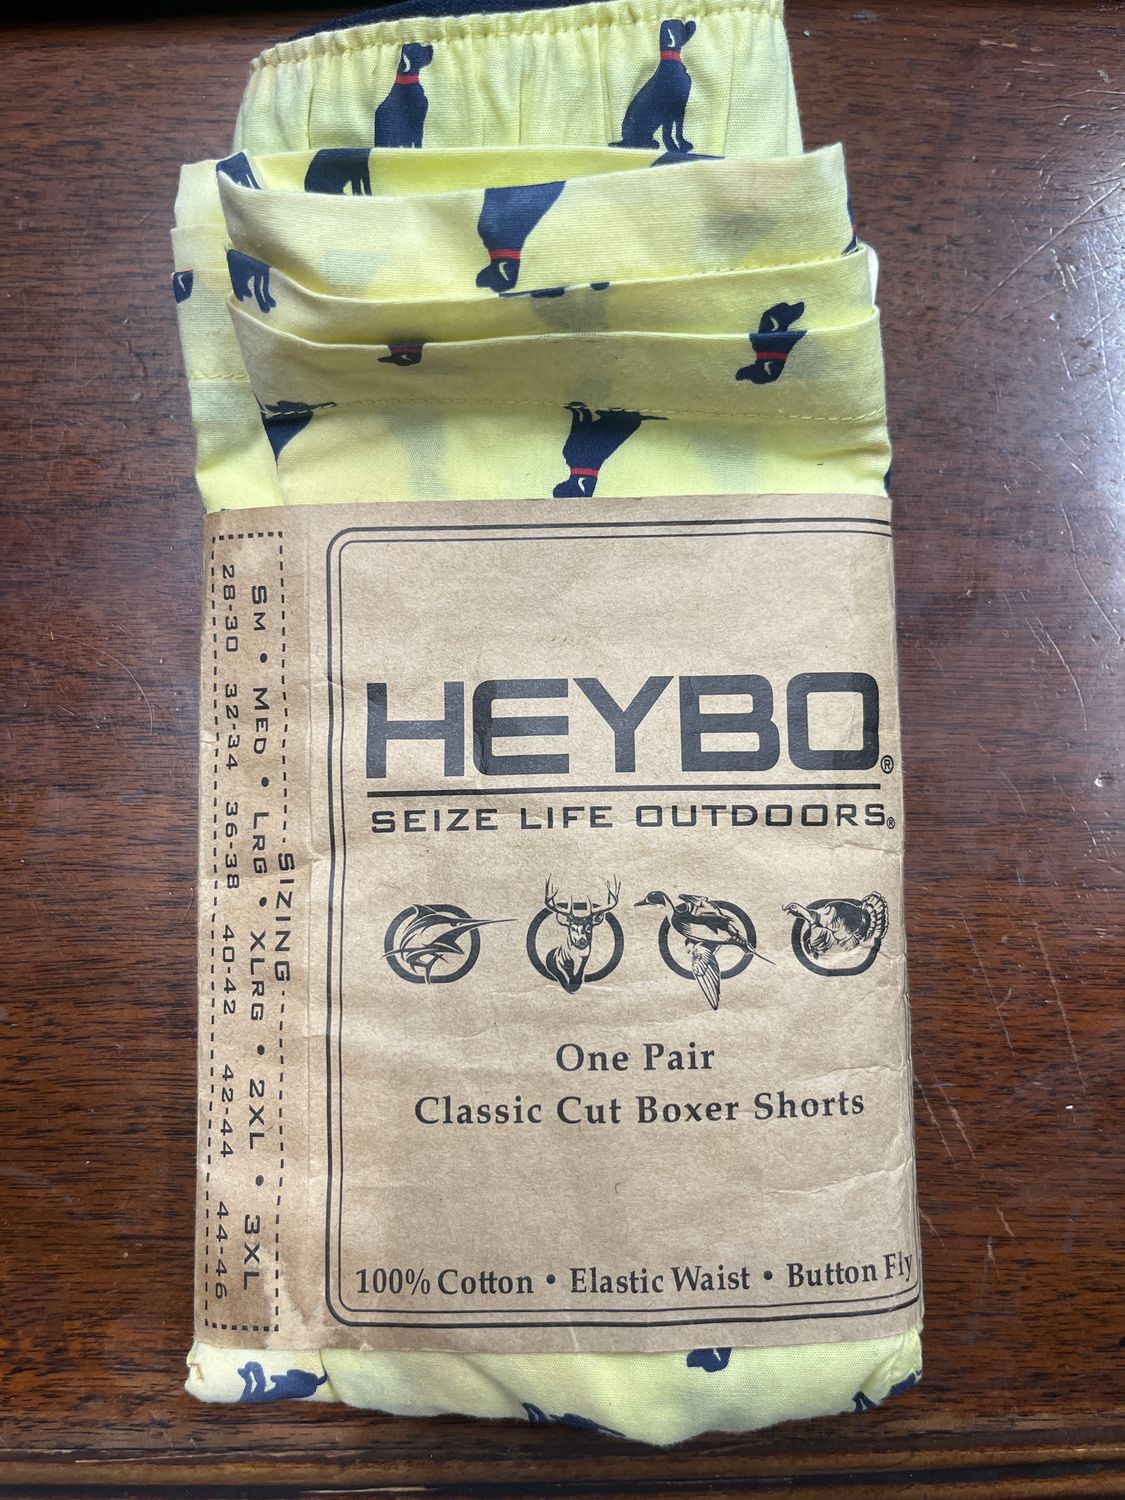 HEYBO®
SEIZE LIFE OUTDOORS®
One Pair
Classic Cut Boxer Shorts
100% Cotton • Elastic Waist • Button Fly
SIZING
SM • MED • LRG • XLRG • 2XL • 3XL
28-30 32-34 36-38 40-42 42-44 44-46